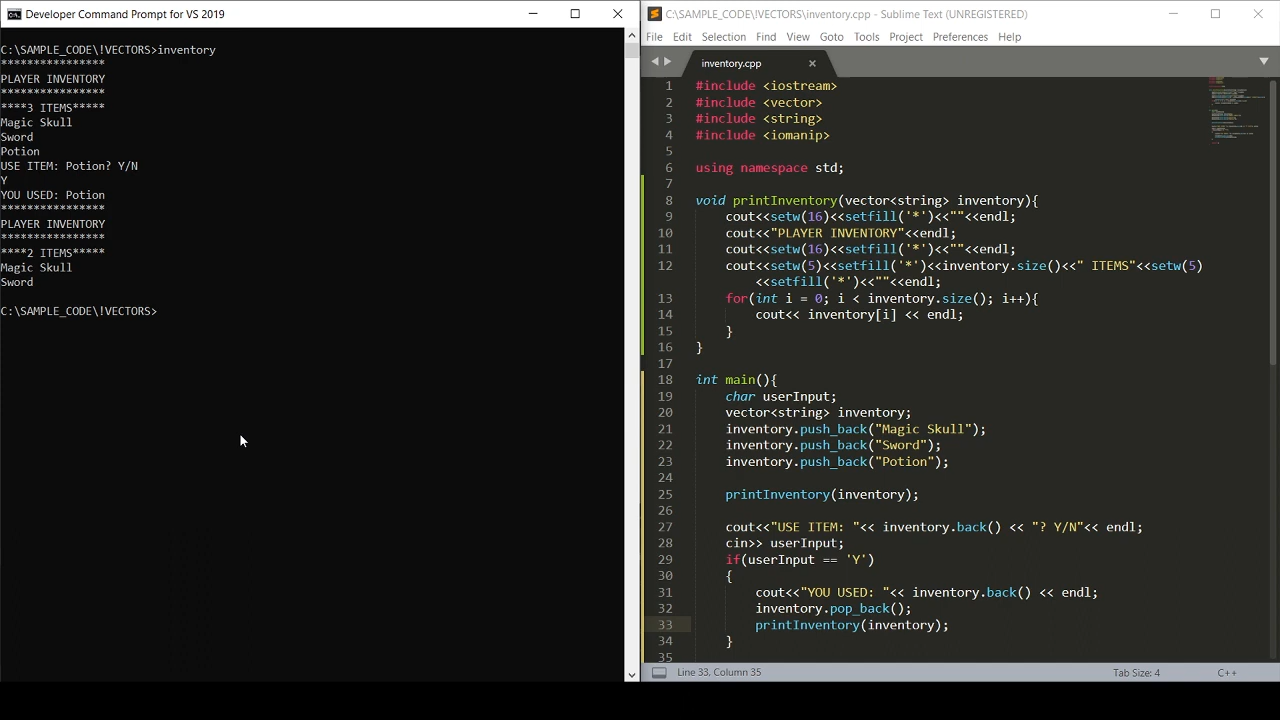 Developer Command Prompt for VS 2019
C:\SAMPLE_CODE\!VECTORS>inventory
****************
PLAYER INVENTORY
****************
****3 ITEMS*****
Magic Skull
Sword
Potion
USE ITEM: Potion? Y/N
Y
YOU USED: Potion
****************
PLAYER INVENTORY
****************
****2 ITEMS*****
Magic Skull
Sword
C:\SAMPLE_CODE\!VECTORS>
C:\SAMPLE_CODE\!VECTORS\inventory.cpp - Sublime Text (UNREGISTERED)
File Edit Selection Find View Goto Tools Project Preferences Help
inventory.cpp
1 #include <iostream>
2 #include <vector>
3 #include <string>
4 #include <iomanip>
5
6 using namespace std;
7
8 void printInventory(vector<string> inventory){
9 cout<<setw(16)<<setfill('*')<<""<<endl;
10 cout<<"PLAYER INVENTORY"<<endl;
11 cout<<setw(16)<<setfill('*')<<""<<endl;
12 cout<<setw(5)<<setfill('*')<<inventory.size()<<" ITEMS"<<setw(5)
<<setfill('*')<<""<<endl;
13 for(int i = 0; i < inventory.size(); i++){
14 cout<< inventory[i] << endl;
15 }
16 }
17
18 int main(){
19 char userInput;
20 vector<string> inventory;
21 inventory.push_back("Magic Skull");
22 inventory.push_back("Sword");
23 inventory.push_back("Potion");
24
25 printInventory(inventory);
26
27 cout<<"USE ITEM: "<< inventory.back() << "? Y/N"<< endl;
28 cin>> userInput;
29 if(userInput == 'Y')
30 {
31 cout<<"YOU USED: "<< inventory.back() << endl;
32 inventory.pop_back();
33 printInventory(inventory);
34 }
35
Line 33, Column 35
Tab Size: 4
C++